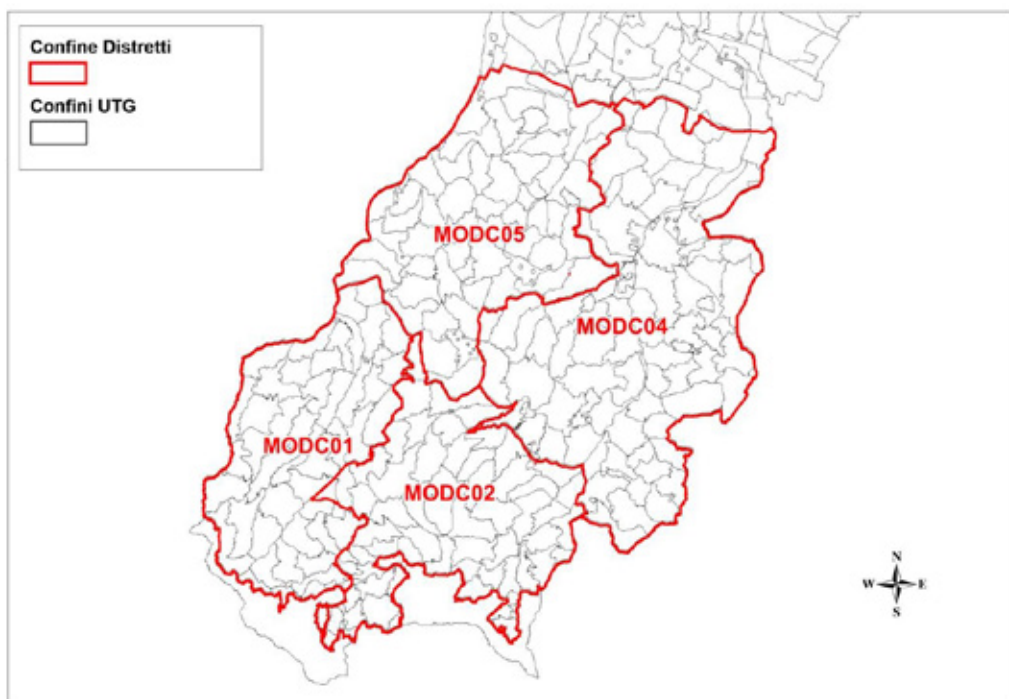 Confine Distretti
Confini UTG
MODC05
MODC04
MODC01
MODC02
N
W E
S